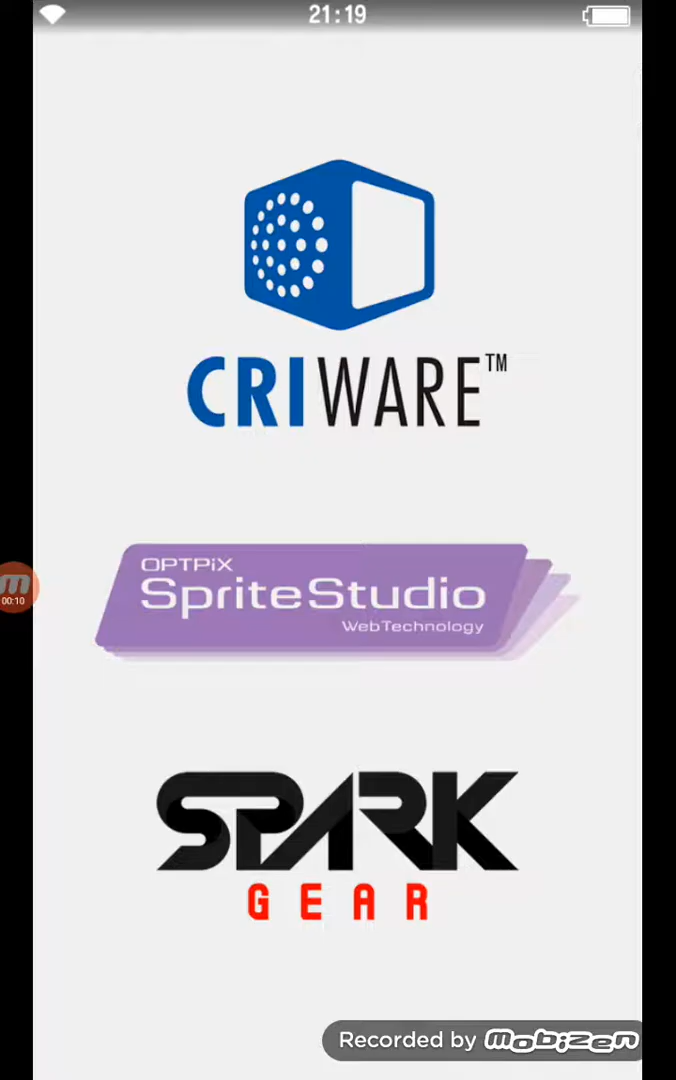 21:19
CRIWARE™
OPTPiX
SpriteStudio
WebTechnology
00:10
SPARK
GEAR
Recorded by mobizen